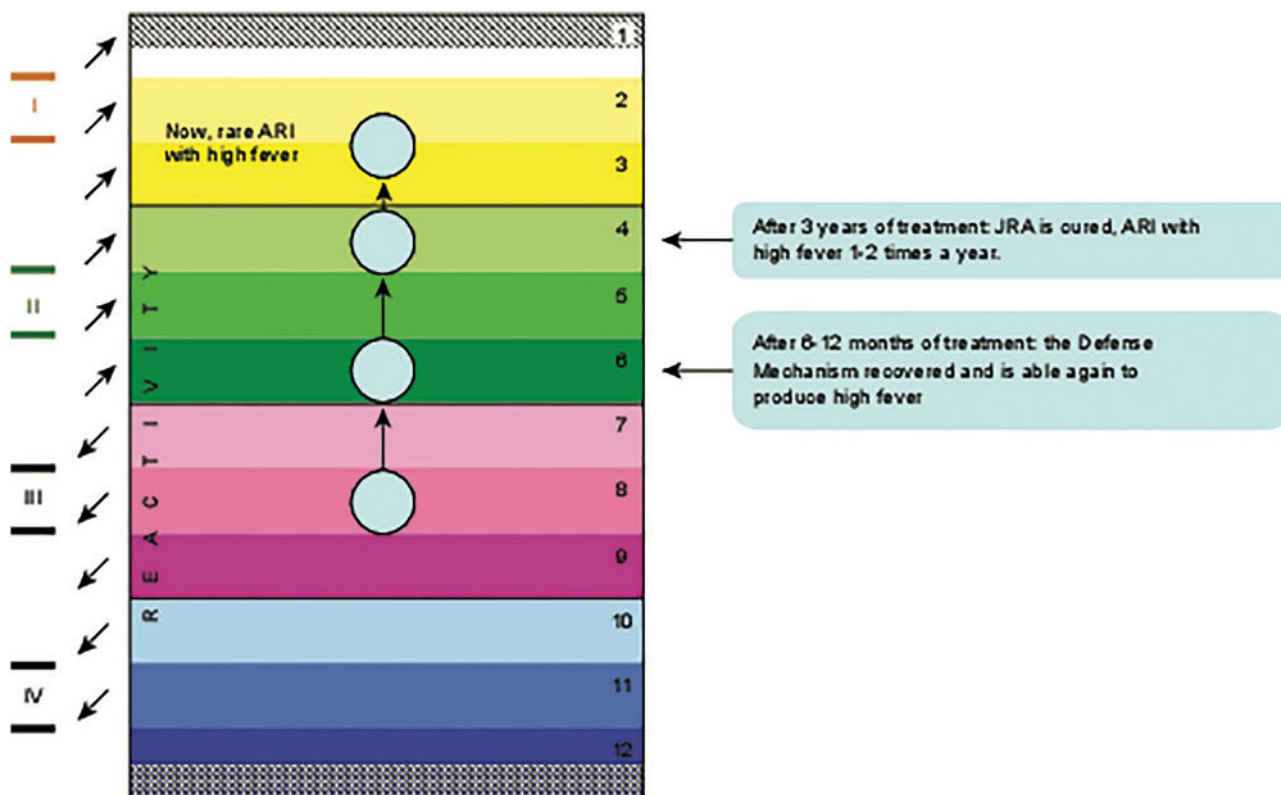 1
2
3
4
5
6
7
8
9
10
11
12
I
II
III
IV
REACTIVITY
Now, rare ARI
with high fever
After 3 years of treatment: JRA is cured, ARI with
high fever 1-2 times a year.
After 6-12 months of treatment: the Defense
Mechanism recovered and is able again to
produce high fever